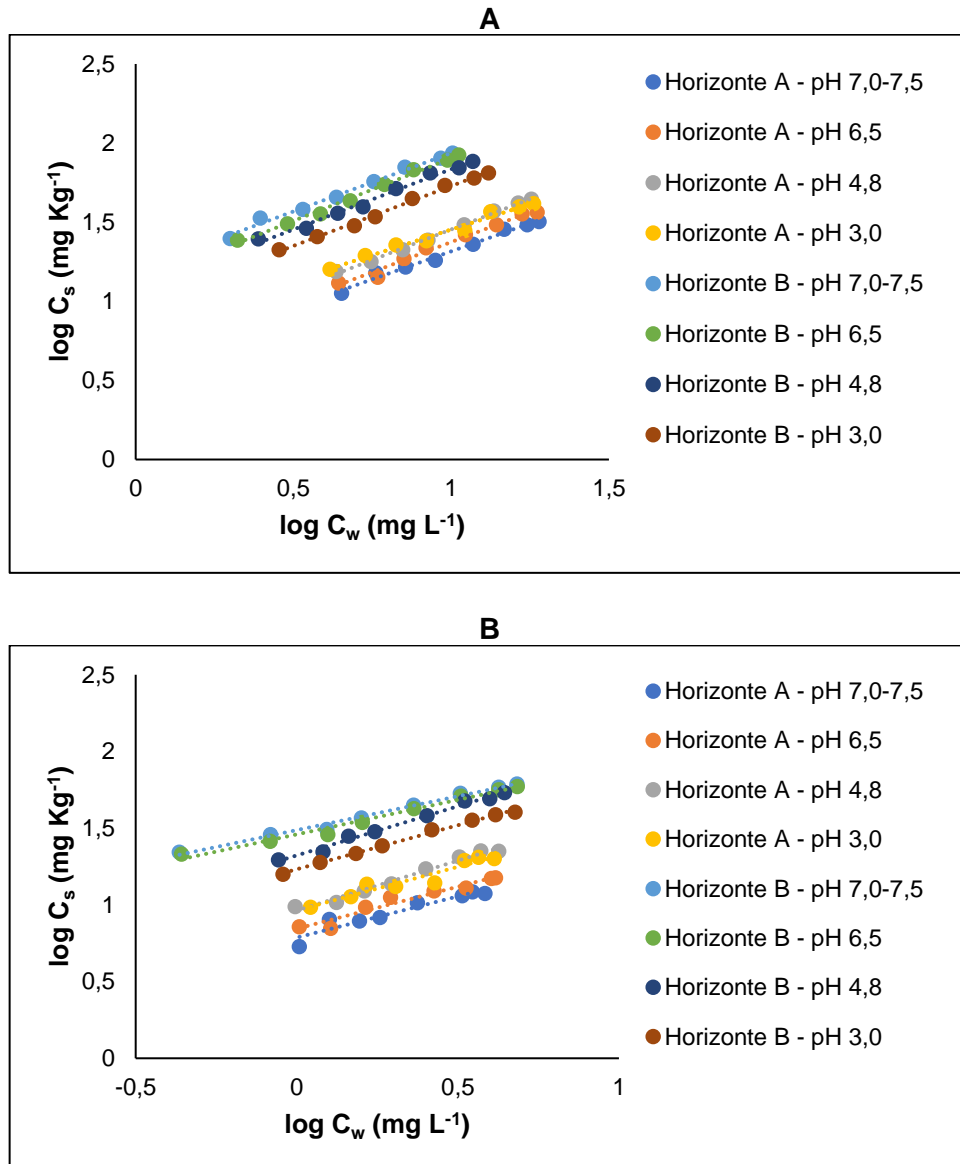 A
2,5
2
1,5
1
0,5
0
0
0,5
1
1,5
log Cs (mg Kg-1)
log Cw (mg L-1)
Horizonte A - pH 7,0-7,5
Horizonte A - pH 6,5
Horizonte A - pH 4,8
Horizonte A - pH 3,0
Horizonte B - pH 7,0-7,5
Horizonte B - pH 6,5
Horizonte B - pH 4,8
Horizonte B - pH 3,0
B
2,5
2
1,5
1
0,5
0
-0,5
0
0,5
1
log Cs (mg Kg-1)
log Cw (mg L-1)
Horizonte A - pH 7,0-7,5
Horizonte A - pH 6,5
Horizonte A - pH 4,8
Horizonte A - pH 3,0
Horizonte B - pH 7,0-7,5
Horizonte B - pH 6,5
Horizonte B - pH 4,8
Horizonte B - pH 3,0